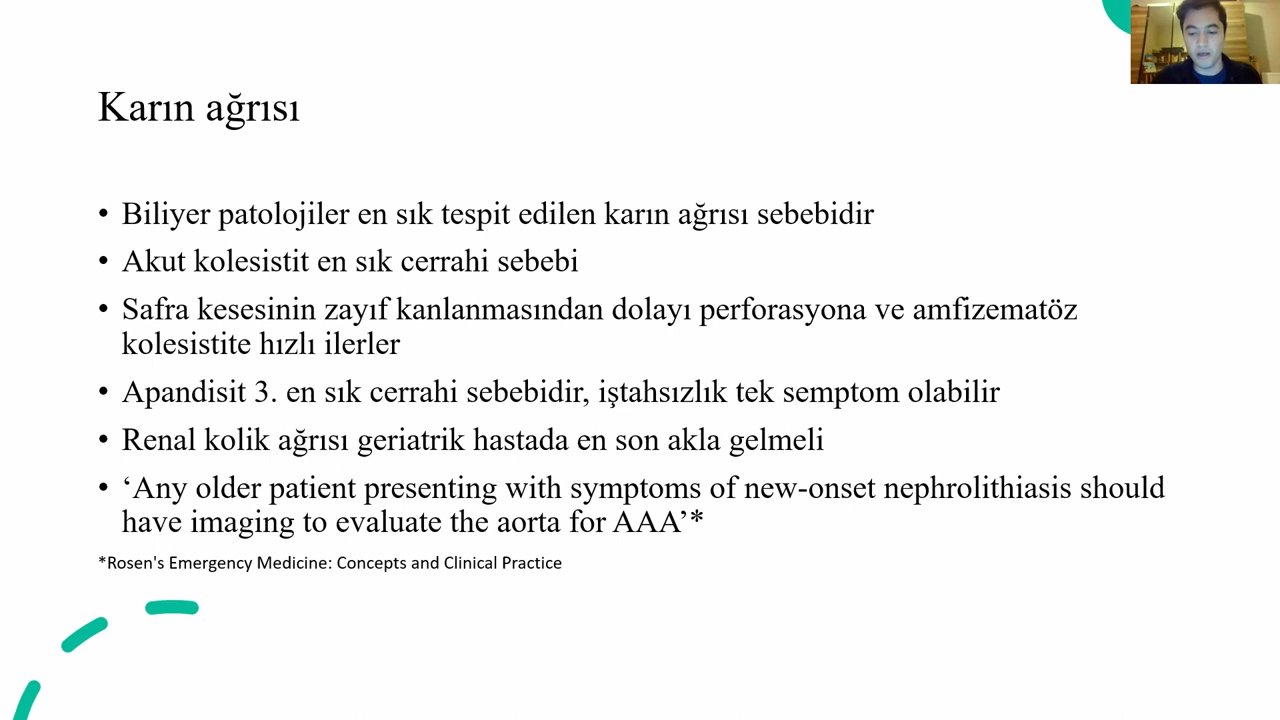 Karın ağrısı
• Biliyer patolojiler en sık tespit edilen karın ağrısı sebebidir
• Akut kolesistit en sık cerrahi sebebi
• Safra kesesinin zayıf kanlanmasından dolayı perforasyona ve amfizematöz
kolesistite hızlı ilerler
• Apandisit 3. en sık cerrahi sebebidir, iştahsızlık tek semptom olabilir
• Renal kolik ağrısı geriatrik hastada en son akla gelmeli
• ‘Any older patient presenting with symptoms of new-onset nephrolithiasis should
have imaging to evaluate the aorta for AAA’*
*Rosen's Emergency Medicine: Concepts and Clinical Practice